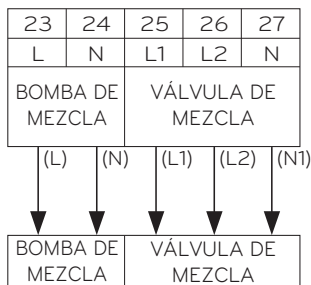 23 24 25 26 27
L N L1 L2 N
BOMBA DE MEZCLA
VÁLVULA DE MEZCLA
(L) (N) (L1) (L2) (N1)
BOMBA DE MEZCLA
VÁLVULA DE MEZCLA